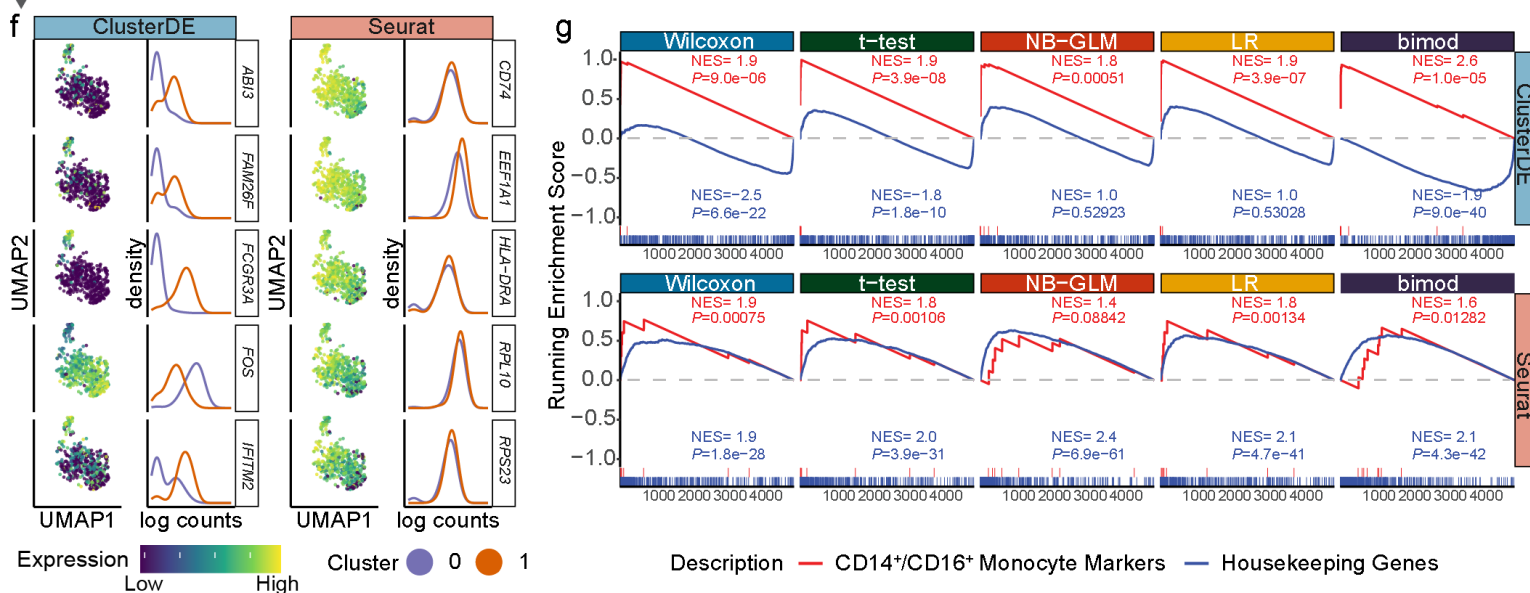 f
ClusterDE
Seurat
ABI3
FAM26F
FCGR3A
FOS
IFITM2
CD74
EEF1A1
HLA−DRA
RPL10
RPS23
UMAP2
density
UMAP2
density
UMAP1
log counts
UMAP1
log counts
Expression
Low
High
Cluster
0
1
g
Running Enrichment Score
Wilcoxon
t−test
NB−GLM
LR
bimod
ClusterDE
1.0
0.5
0.0
−0.5
−1.0
NES= 1.9
P=9.0e−06
NES=−2.5
P=6.6e−22
NES= 1.9
P=3.9e−08
NES=−1.8
P=1.8e−10
NES= 1.8
P=0.00051
NES= 1.0
P=0.52923
NES= 1.9
P=3.9e−07
NES= 1.0
P=0.53028
NES= 2.6
P=1.0e−05
NES=−1.9
P=9.0e−40
1000 2000 3000 4000
1000 2000 3000 4000
1000 2000 3000 4000
1000 2000 3000 4000
1000 2000 3000 4000
Wilcoxon
t−test
NB−GLM
LR
bimod
Seurat
1.0
0.5
0.0
−0.5
−1.0
NES= 1.9
P=0.00075
NES= 1.9
P=1.8e−28
NES= 1.8
P=0.00106
NES= 2.0
P=3.9e−31
NES= 1.4
P=0.08842
NES= 2.4
P=6.9e−61
NES= 1.8
P=0.00134
NES= 2.1
P=4.7e−41
NES= 1.6
P=0.01282
NES= 2.1
P=4.3e−42
1000 2000 3000 4000
1000 2000 3000 4000
1000 2000 3000 4000
1000 2000 3000 4000
1000 2000 3000 4000
Description
CD14⁺/CD16⁺ Monocyte Markers
Housekeeping Genes